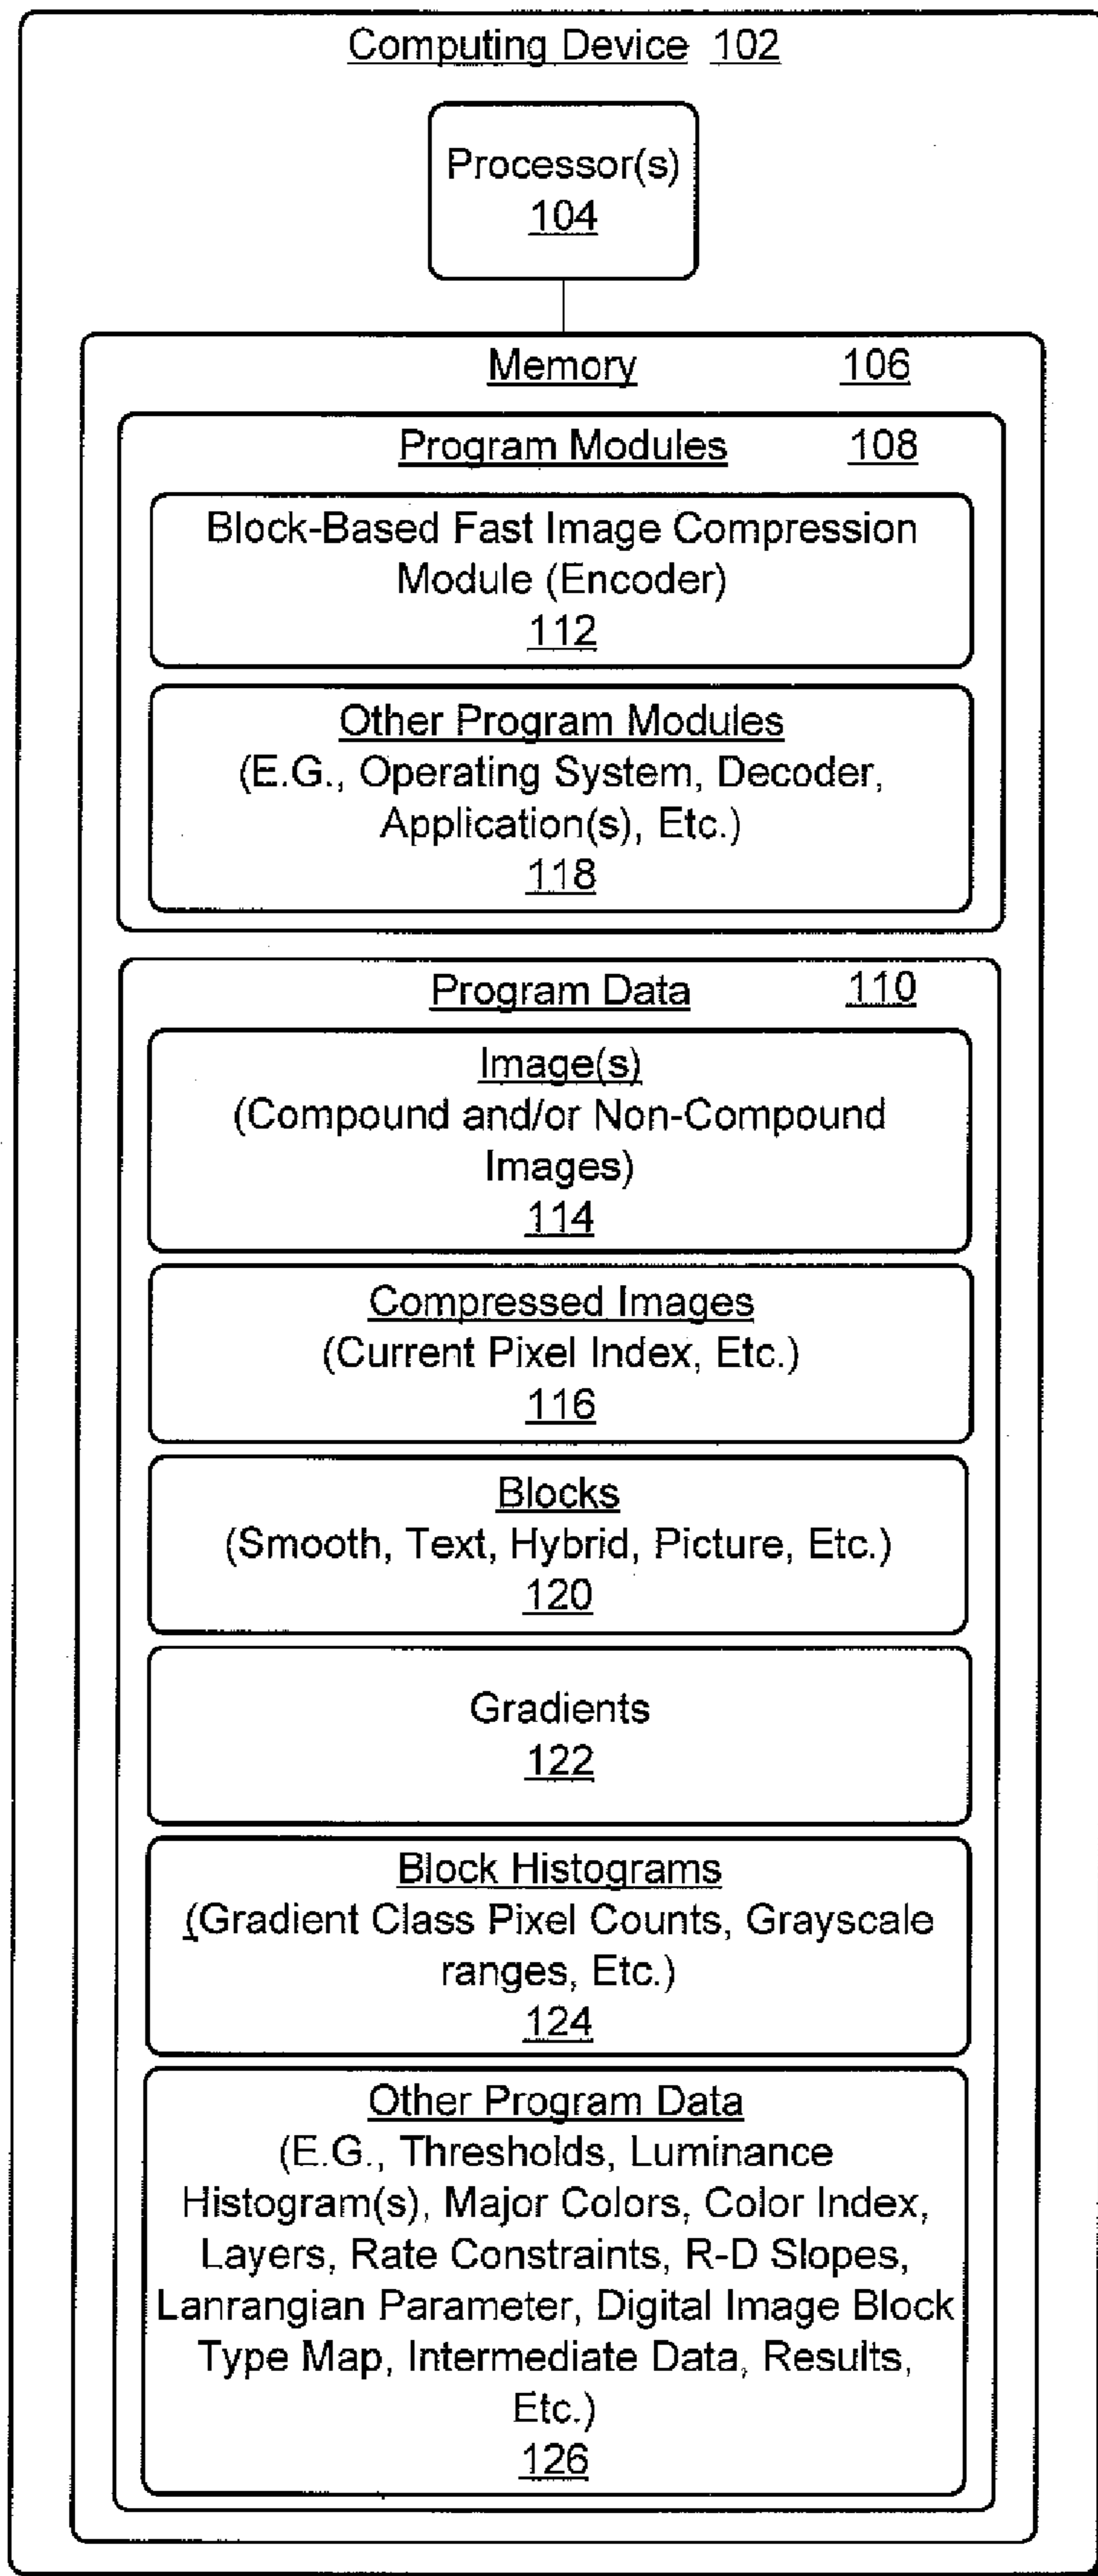 Computing Device 102
Processor(s)
104
Memory 106
Program Modules 108
Block-Based Fast Image Compression
Module (Encoder)
112
Other Program Modules
(E.G., Operating System, Decoder,
Application(s), Etc.)
118
Program Data 110
Image(s)
(Compound and/or Non-Compound
Images)
114
Compressed Images
(Current Pixel Index, Etc.)
116
Blocks
(Smooth, Text, Hybrid, Picture, Etc.)
120
Gradients
122
Block Histograms
(Gradient Class Pixel Counts, Grayscale
ranges, Etc.)
124
Other Program Data
(E.G., Thresholds, Luminance
Histogram(s), Major Colors, Color Index,
Layers, Rate Constraints, R-D Slopes,
Lanrangian Parameter, Digital Image Block
Type Map, Intermediate Data, Results,
Etc.)
126